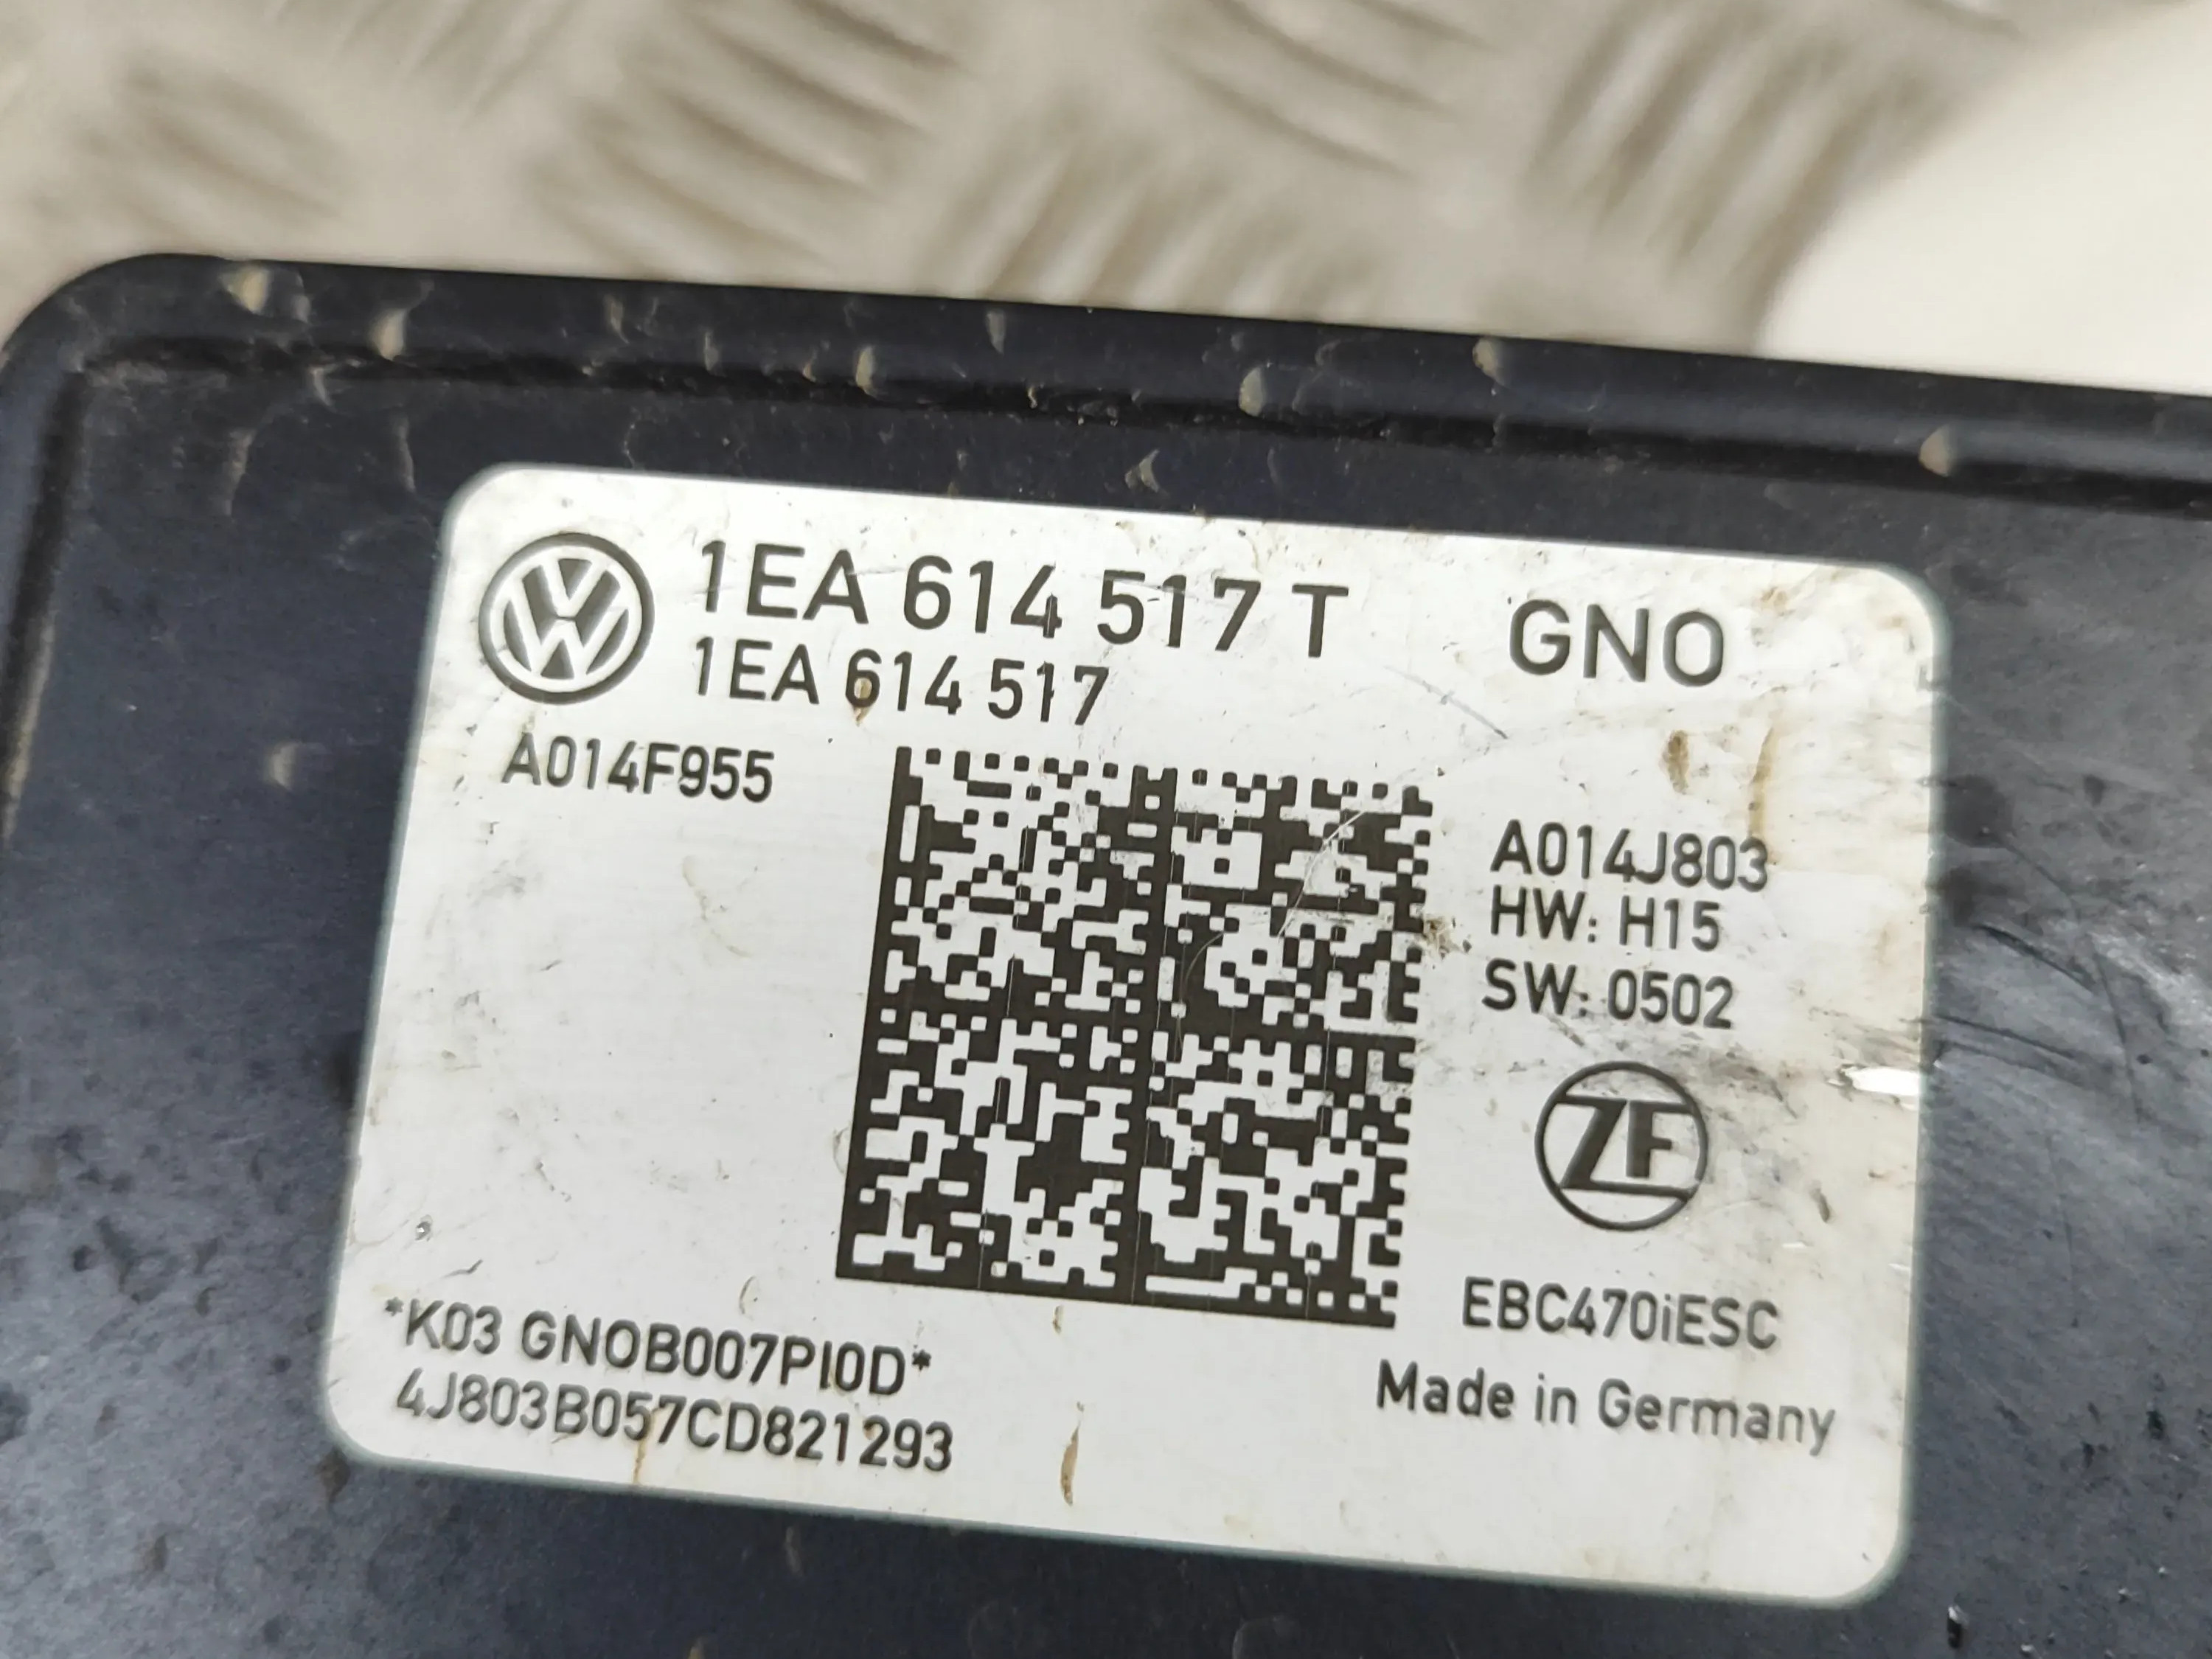 1EA 614 517 T GNO
1EA 614 517
A014F955
A014J803
HW: H15
SW: 0502
ZF
EBC470iESC
Made in Germany
*K03 GNOB007PI0D*
4J803B057CD821293